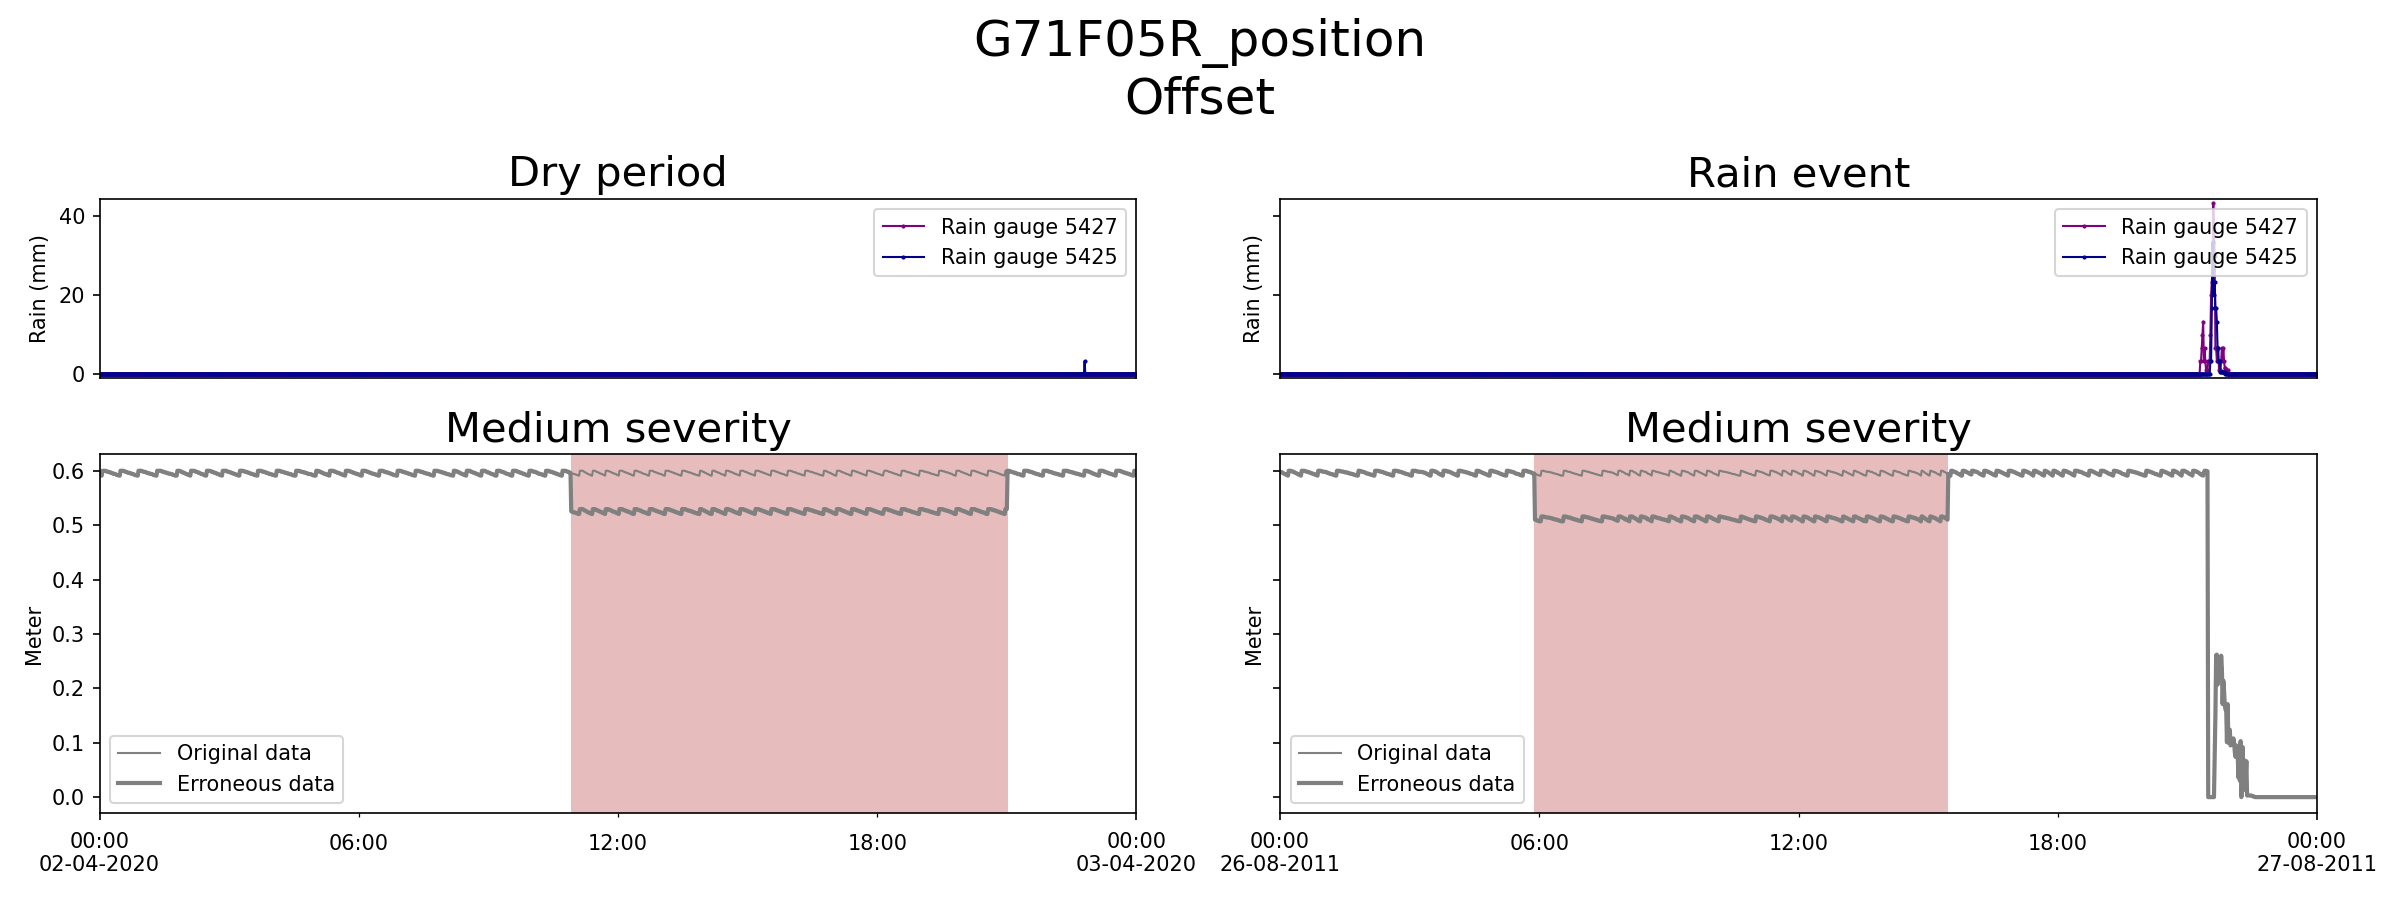 G71F05R_position
Offset
Dry period
Rain (mm)
40
20
0
Rain gauge 5427
Rain gauge 5425
Rain event
Rain (mm)
Rain gauge 5427
Rain gauge 5425
Medium severity
Meter
0.6
0.5
0.4
0.3
0.2
0.1
0.0
Original data
Erroneous data
00:00 06:00 12:00 18:00 00:00
02-04-2020 03-04-2020
Medium severity
Meter
Original data
Erroneous data
00:00 06:00 12:00 18:00 00:00
26-08-2011 27-08-2011